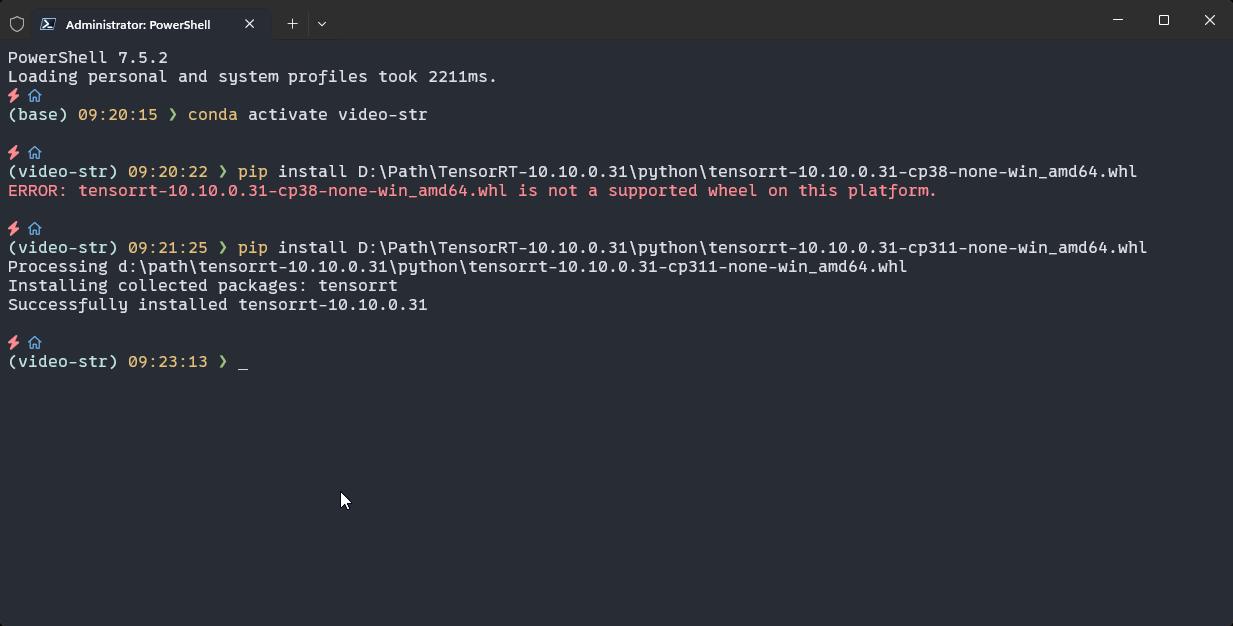 Administrator: PowerShell
PowerShell 7.5.2
Loading personal and system profiles took 2211ms.
(base) 09:20:15 ❯ conda activate video-str
(video-str) 09:20:22 ❯ pip install D:\Path\TensorRT-10.10.0.31\python\tensorrt-10.10.0.31-cp38-none-win_amd64.whl
ERROR: tensorrt-10.10.0.31-cp38-none-win_amd64.whl is not a supported wheel on this platform.
(video-str) 09:21:25 ❯ pip install D:\Path\TensorRT-10.10.0.31\python\tensorrt-10.10.0.31-cp311-none-win_amd64.whl
Processing d:\path\tensorrt-10.10.0.31\python\tensorrt-10.10.0.31-cp311-none-win_amd64.whl
Installing collected packages: tensorrt
Successfully installed tensorrt-10.10.0.31
(video-str) 09:23:13 ❯ _